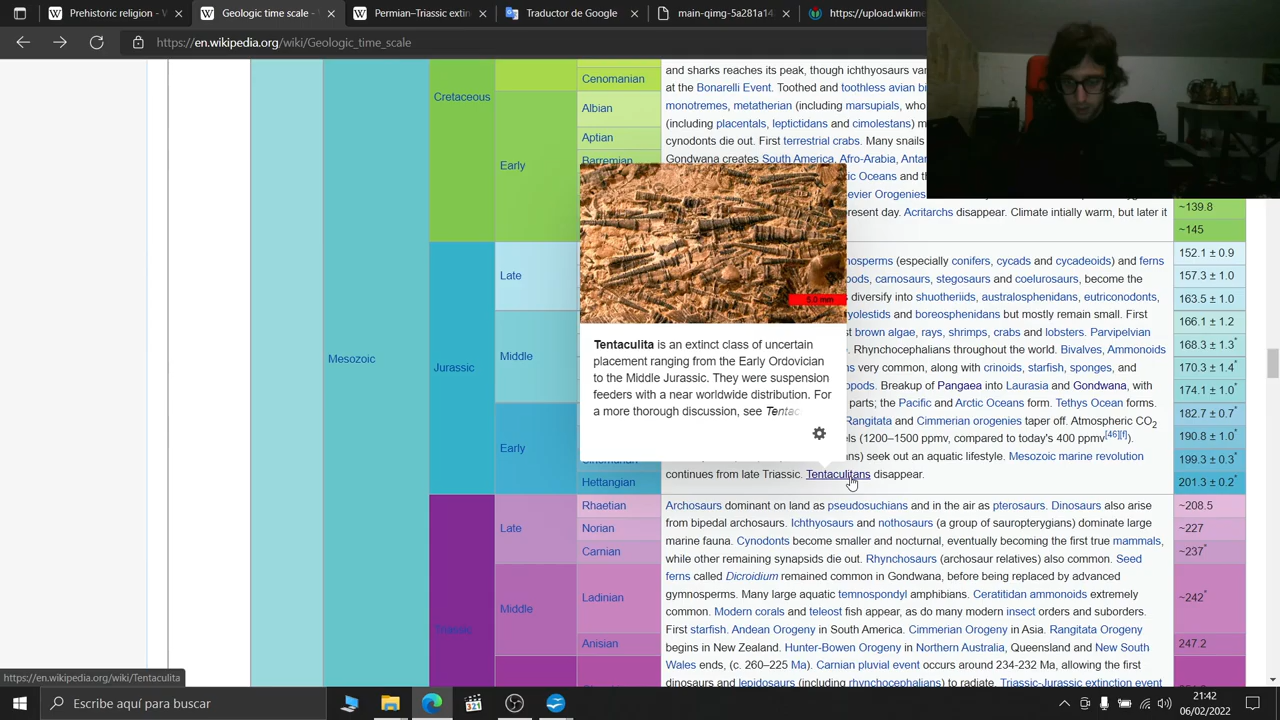 Prehistoric religion - W
Geologic time scale -
Permian–Triassic extinc
Traductor de Google
main-qimg-5a281a14
https://upload.wikimed
https://en.wikipedia.org/wiki/Geologic_time_scale
Cenomanian
and sharks reaches its peak, though ichthyosaurs var
at the Bonarelli Event. Toothed and toothless avian bi
Cretaceous
Albian
monotremes, metatherian (including marsupials, who
(including placentals, leptictidans and cimolestans) m
Aptian
cynodonts die out. First terrestrial crabs. Many snails
Early
Barremian
Gondwana creates South America, Afro-Arabia, Antar
ic Oceans and t
evier Orogenies
~139.8
present day. Acritarchs disappear. Climate intially warm, but later it
~145
Mesozoic
Jurassic
Late
nosperms (especially conifers, cycads and cycadeoids) and ferns
152.1 ± 0.9
oods, carnosaurs, stegosaurs and coelurosaurs, become the
157.3 ± 1.0
diversify into shuotheriids, australosphenidans, eutriconodonts,
163.5 ± 1.0
5.0 mm
ryolestids and boreosphenidans but mostly remain small. First
166.1 ± 1.2
st brown algae, rays, shrimps, crabs and lobsters. Parvipelvian
Middle
Rhynchocephalians throughout the world. Bivalves, Ammonoids
168.3 ± 1.3*
very common, along with crinoids, starfish, sponges, and
170.3 ± 1.4*
opods. Breakup of Pangaea into Laurasia and Gondwana, with
174.1 ± 1.0*
parts; the Pacific and Arctic Oceans form. Tethys Ocean forms.
182.7 ± 0.7*
Rangitata and Cimmerian orogenies taper off. Atmospheric CO2
190.8 ± 1.0*
els (1200–1500 ppmv, compared to today's 400 ppmv[46][f]).
Early
ans) seek out an aquatic lifestyle. Mesozoic marine revolution
199.3 ± 0.3*
Sinemurian
continues from late Triassic. Tentaculitans disappear.
Hettangian
201.3 ± 0.2*
Tentaculita is an extinct class of uncertain
placement ranging from the Early Ordovician
to the Middle Jurassic. They were suspension
feeders with a near worldwide distribution. For
a more thorough discussion, see Tentac
Triassic
Late
Rhaetian
Archosaurs dominant on land as pseudosuchians and in the air as pterosaurs. Dinosaurs also arise
~208.5
Norian
from bipedal archosaurs. Ichthyosaurs and nothosaurs (a group of sauropterygians) dominate large
~227
marine fauna. Cynodonts become smaller and nocturnal, eventually becoming the first true mammals,
Carnian
while other remaining synapsids die out. Rhynchosaurs (archosaur relatives) also common. Seed
~237*
ferns called Dicroidium remained common in Gondwana, before being replaced by advanced
Middle
Ladinian
gymnosperms. Many large aquatic temnospondyl amphibians. Ceratitidan ammonoids extremely
~242*
common. Modern corals and teleost fish appear, as do many modern insect orders and suborders.
First starfish. Andean Orogeny in South America. Cimmerian Orogeny in Asia. Rangitata Orogeny
Anisian
begins in New Zealand. Hunter-Bowen Orogeny in Northern Australia, Queensland and New South
247.2
Wales ends, (c. 260–225 Ma). Carnian pluvial event occurs around 234-232 Ma, allowing the first
dinosaurs and lepidosaurs (including rhynchocephalians) to radiate. Triassic-Jurassic extinction event
https://en.wikipedia.org/wiki/Tentaculita
Escribe aquí para buscar
321
21:42
06/02/2022